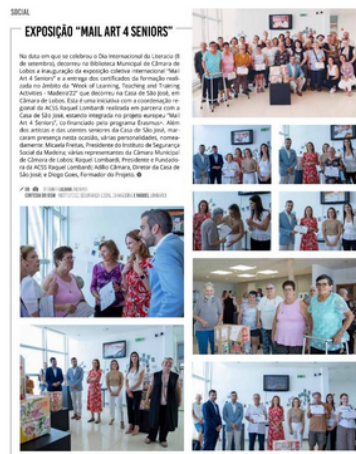 SOCIAL
EXPOSIÇÃO "MAIL ART 4 SENIORS"
Na data em que se celebrou o Dia Internacional da Literacia (8
de setembro), decorreu na Biblioteca Municipal de Câmara de
Lobos a inauguração da exposição coletiva internacional "Mail
Art 4 Seniors" e a entrega dos certificados da formação reali-
zada no âmbito da "Week of Learning, Teaching and Training
Activities - Madeira'22" que decorreu na Casa de São José, em
Câmara de Lobos. Esta é uma iniciativa com a coordenação re-
gional da ACSS Raquel Lombardi realizada em parceria com a
Casa de São José, estando integrada no projeto europeu "Mail
Art 4 Seniors", co-financiado pelo programa Erasmus+. Além
dos artistas e das utentes seniores da Casa de São José, mar-
caram presença nesta ocasião, várias personalidades, nomea-
damente: Micaela Freitas, Presidente do Instituto de Segurança
Social da Madeira; várias representantes da Câmara Municipal
de Câmara de Lobos; Raquel Lombardi, Presidente e Fundado-
ra da ACSS Raquel Lombardi; Adílio Câmara, Diretor da Casa de
São José; e Diogo Goes, Formador do Projeto.